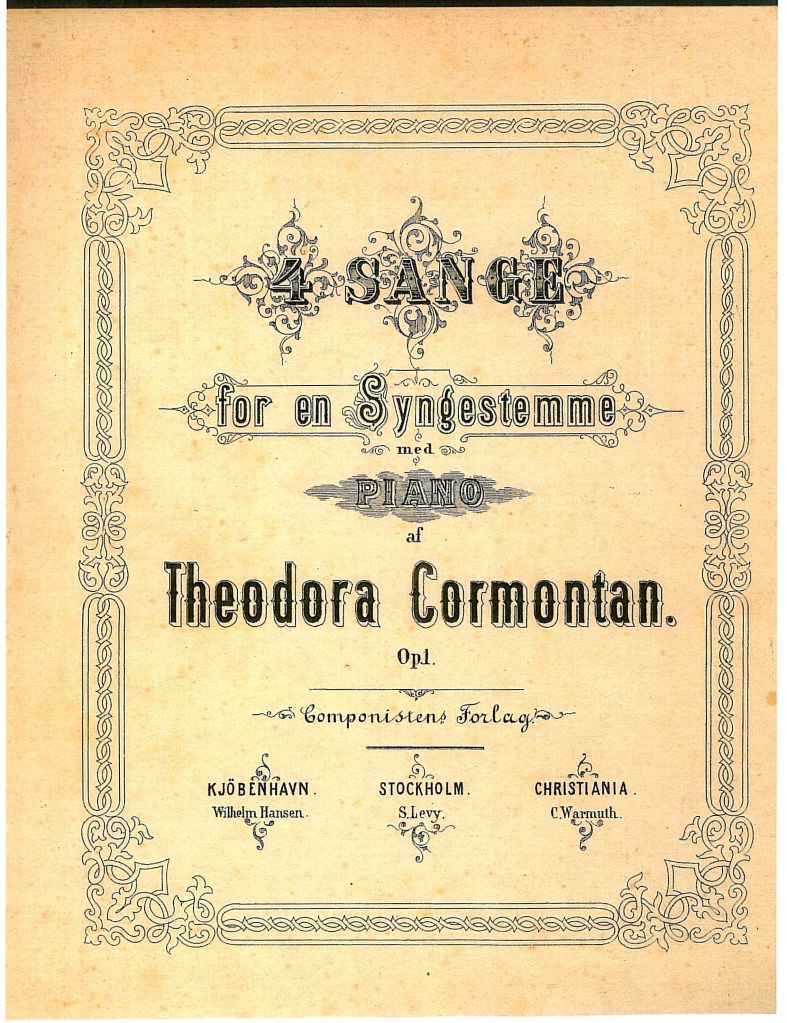 4 SANGE
for en Syngestemme
med
PIANO
af
Theodora Cormontan.
Op.1.
Componistens Forlag.
KJÖBENHAVN. STOCKHOLM. CHRISTIANIA.
Wilhelm Hansen. S. Levy. C. Warmuth.